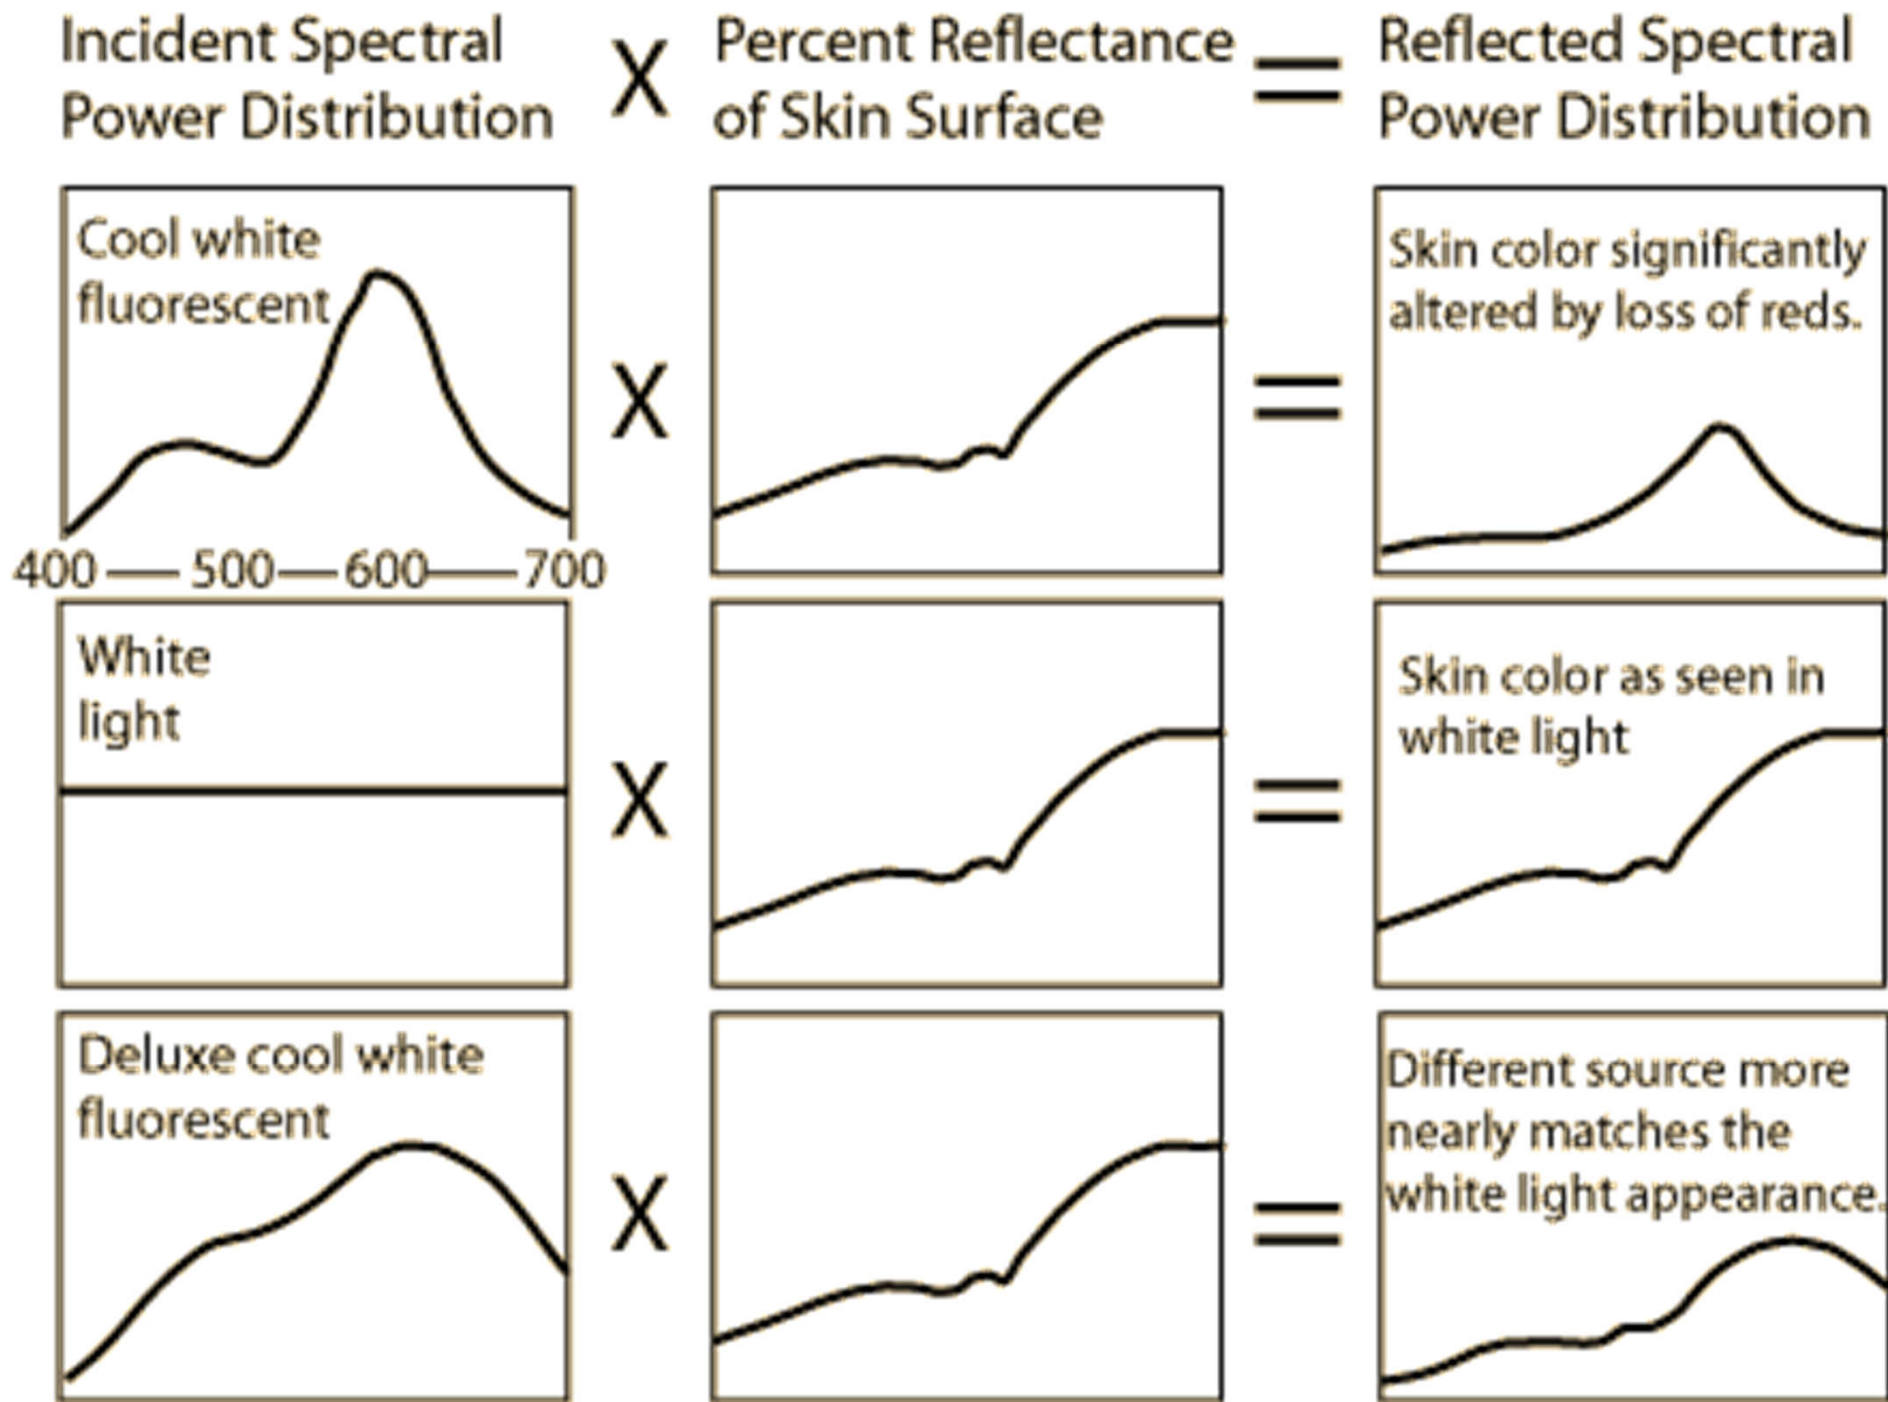 Incident Spectral
Power Distribution
X
Percent Reflectance
of Skin Surface
=
Reflected Spectral
Power Distribution
Cool white
fluorescent
X
=
Skin color significantly
altered by loss of reds.
400 500 600 700
White
light
X
=
Skin color as seen in
white light
Deluxe cool white
fluorescent
X
=
Different source more
nearly matches the
white light appearance.